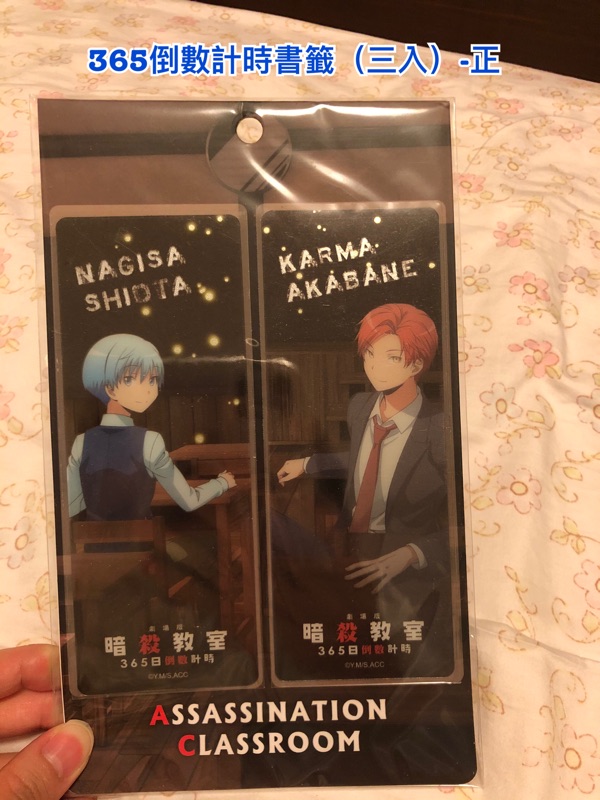 365倒數計時書籤（三入）-正
NAGISA
SHIOTA
劇場版
暗殺教室
365日倒數計時
©Y.M/S,ACC
KARMA
AKABANE
劇場版
暗殺教室
365日倒數計時
©Y.M/S,ACC
ASSASSINATION
CLASSROOM